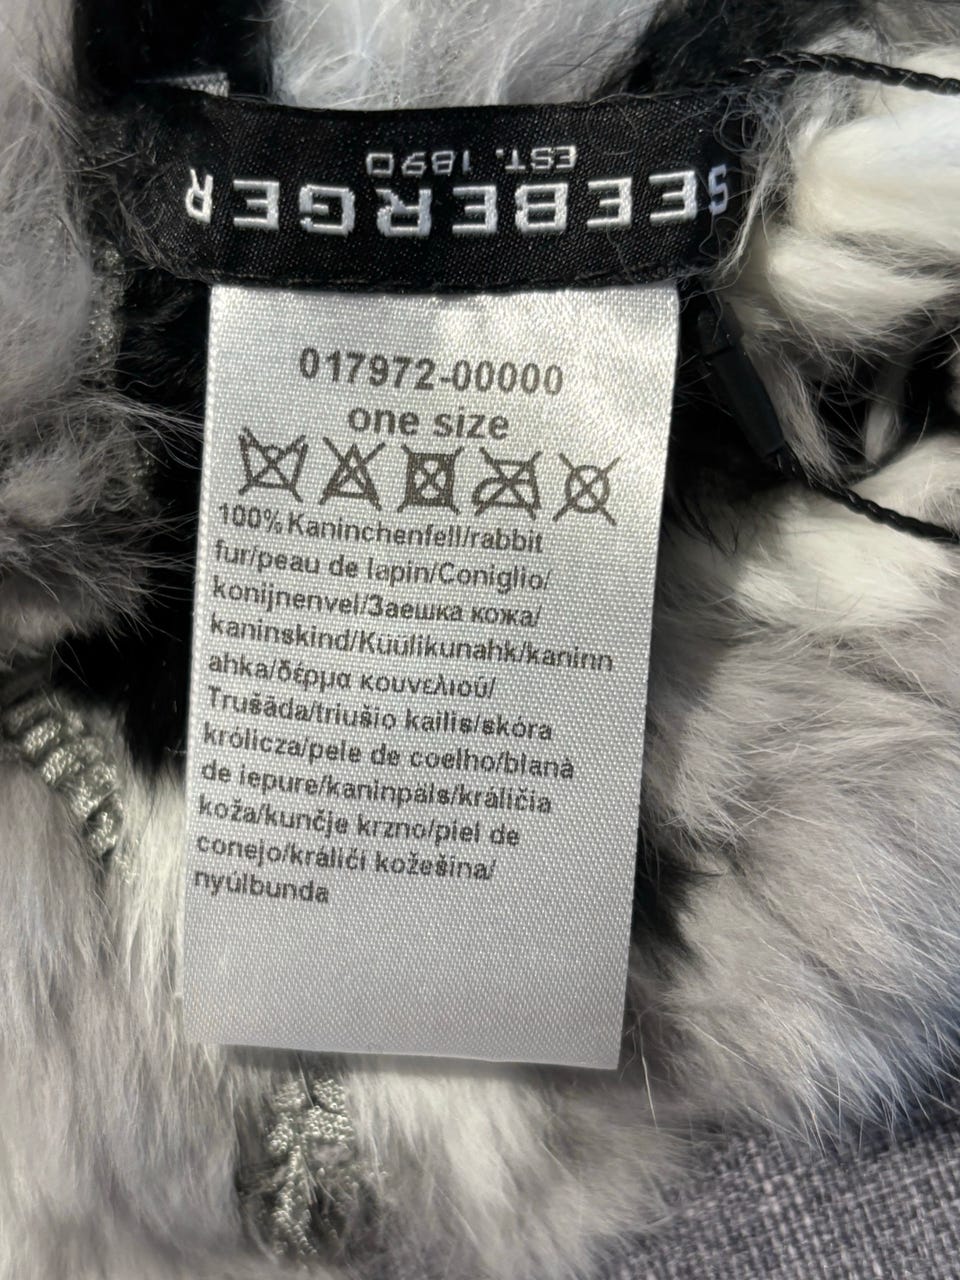 SEEBERGER
EST. 1890
017972-00000
one size
100% Kaninchenfell/rabbit
fur/peau de lapin/Coniglio/
konijnenvel/Заешка кожа/
kaninskind/Küülikunahk/kaninn
ahka/δέρμα κουνελιού/
Trušāda/triušio kailis/skóra
królicza/pele de coelho/blană
de iepure/kaninpäls/králičia
koža/kunčje krzno/piel de
conejo/králičí kožešina/
nyúlbunda